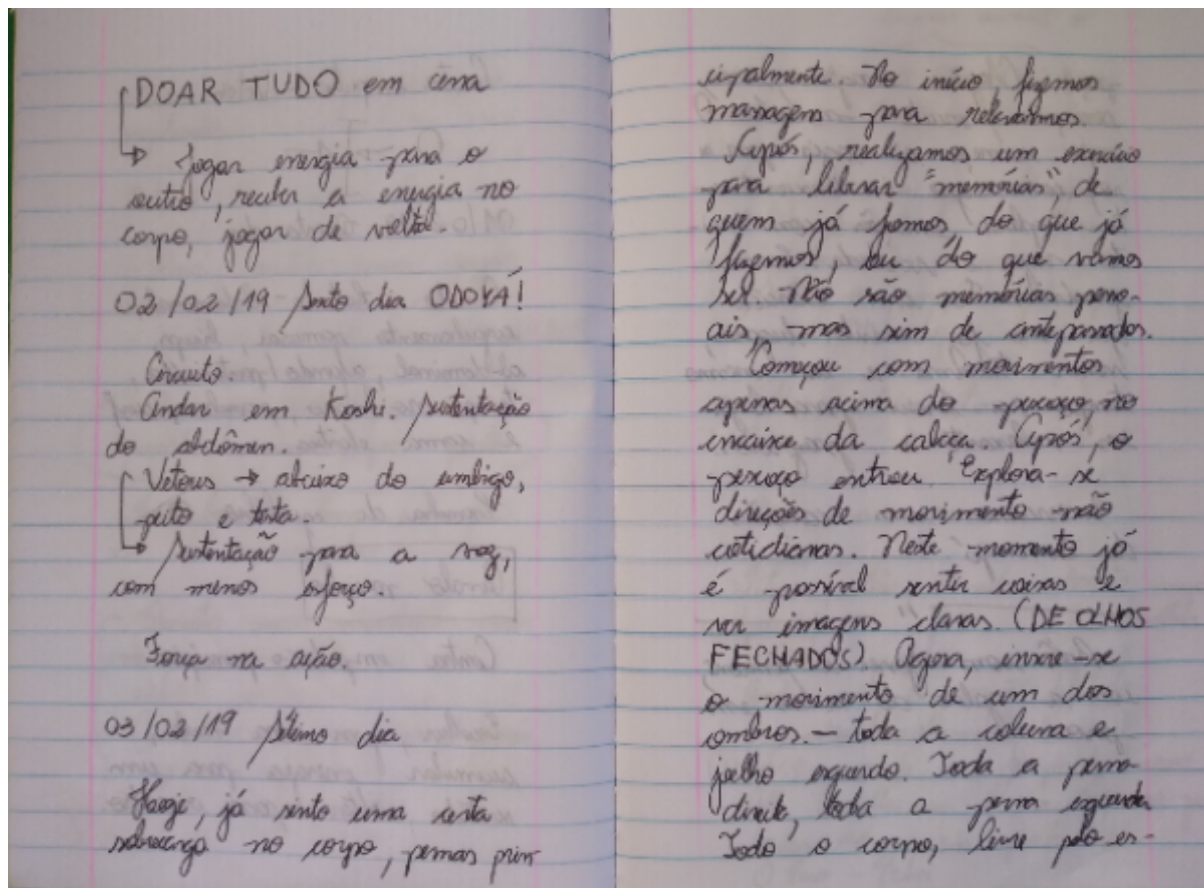 DOAR TUDO em cena
Jogar energia para o
outro, receber a energia no
corpo, jogar de volta.
02/02/19 Sexto dia ODOYÁ!
Circuito.
Andar em Koshi. Sustentação
do abdômen.
Vetores → abaixo do umbigo,
peito e testa.
Sustentação para a voz,
com menos esforço.
Força na ação.
03/02/19 Sétimo dia
Hoje, já sinto uma certa
sobrecarga no corpo, pernas prin-
cipalmente. No início, fizemos
massagens para relaxarmos.
Após, realizamos um exercício
para liberar "memórias" de
quem já fomos, do que já
fizemos, ou do que vamos
ser. Não são memórias pesso-
ais, mas sim de antepassados.
Começou com movimentos
apenas acima do pescoço, no
encaixe da cabeça. Após, o
pescoço entrou. Explora-se
direções de movimento não
cotidianas. Neste momento já
é possível sentir coisas e
ver imagens claras. (DE OLHOS
FECHADOS) Agora, insere-se
o movimento de um dos
ombros. – toda a coluna e
joelho esquerdo. Toda a perna
direita, toda a perna esquerda
Todo o corpo, livre pelo es-